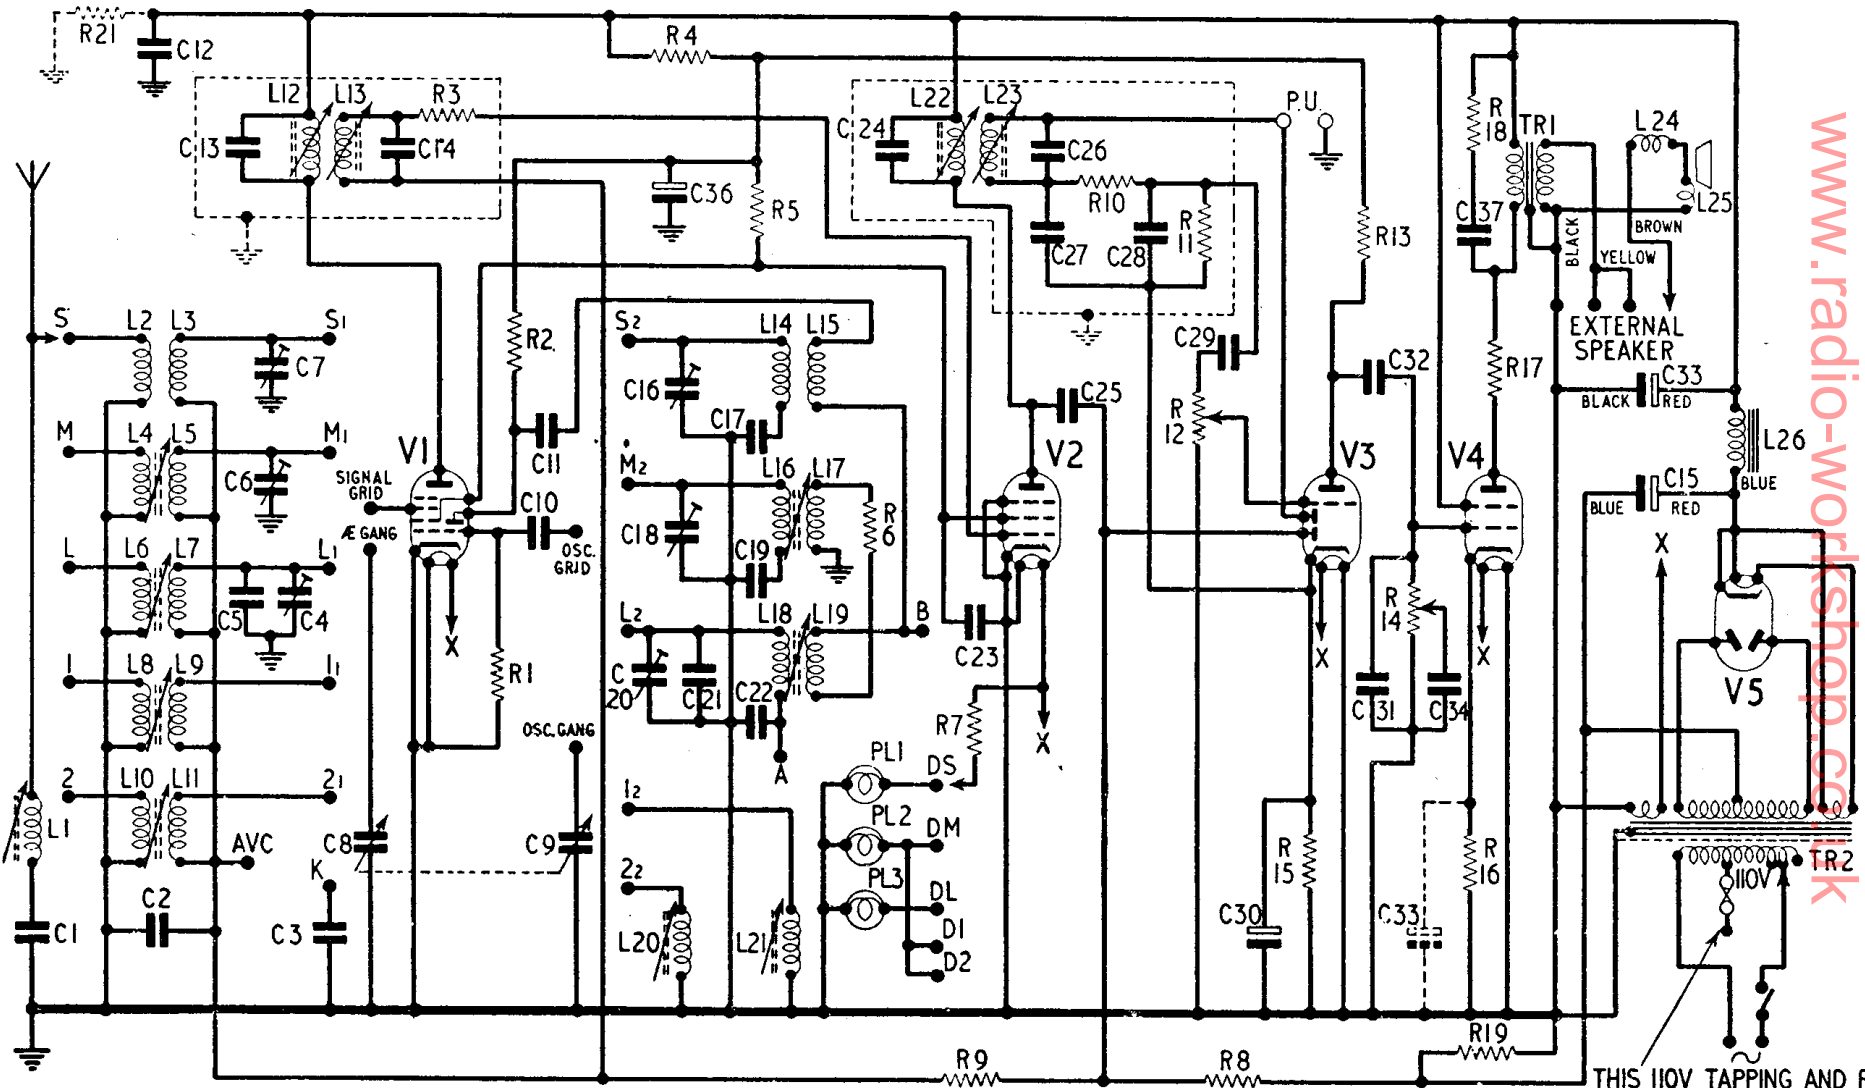 R21
C12
R4
L12 L13 R3
C13
C14
C36
R5
L22 L23
C24
C26
R10
R
11
C27 C28
P.U.
R13
R
18
TR1
L24
L25
C37
BLACK
BROWN
YELLOW
EXTERNAL
SPEAKER
R17
C33
BLACK RED
L26
BLUE
C15
BLUE RED
S L2 L3 S1
C7
M L4 L5 M1
C6
L L6 L7 L1
C5 C4
1 L8 L9 11
2 L10 L11 21
AVC
L1
C1
C2
K
C3
V1
SIGNAL
GRID
Æ GANG
R2
C11
C10
OSC.
GRID
X
R1
OSC. GANG
C8
C9
S2 L14 L15
C16
C17
M2 L16 L17
C18
C19
R
6
L2 L18 L19 B
C
20
C21
C22
A
12
22
L20
L21
PL1
DS
PL2
DM
PL3
DL
D1
D2
R7
X
C23
V2
C25
C29
R
12
V3
C32
V4
X
R
14
C31
C34
X
R
15
C30
C33
R
16
X
V5
TR2
110V
R9
R8
R19
THIS 110V TAPPING AND
www.radio-workshop.co.uk